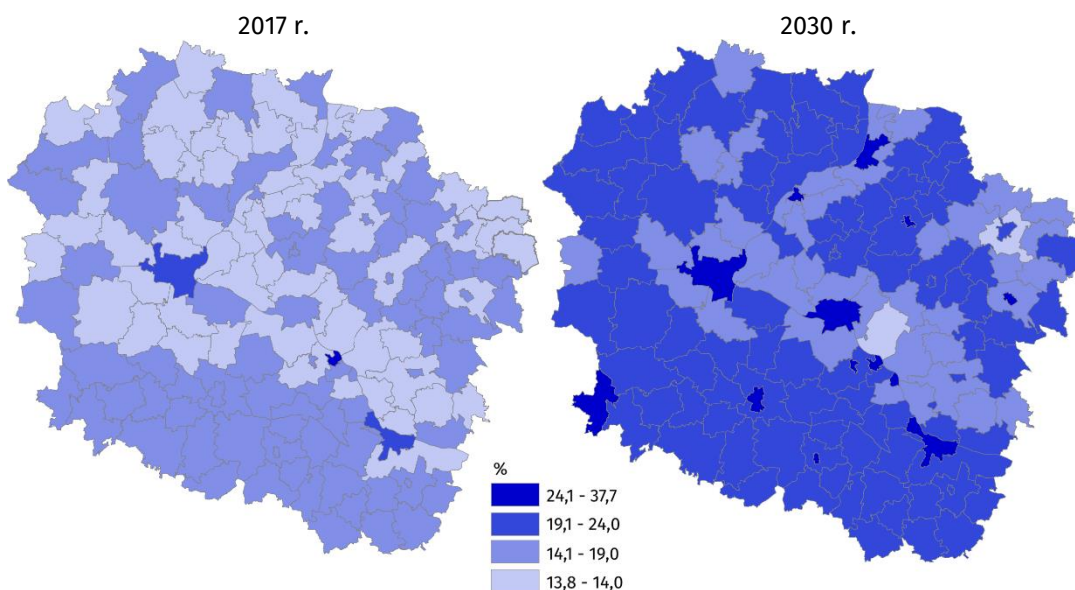 2017 r.
2030 r.
%
24,1 - 37,7
19,1 - 24,0
14,1 - 19,0
13,8 - 14,0